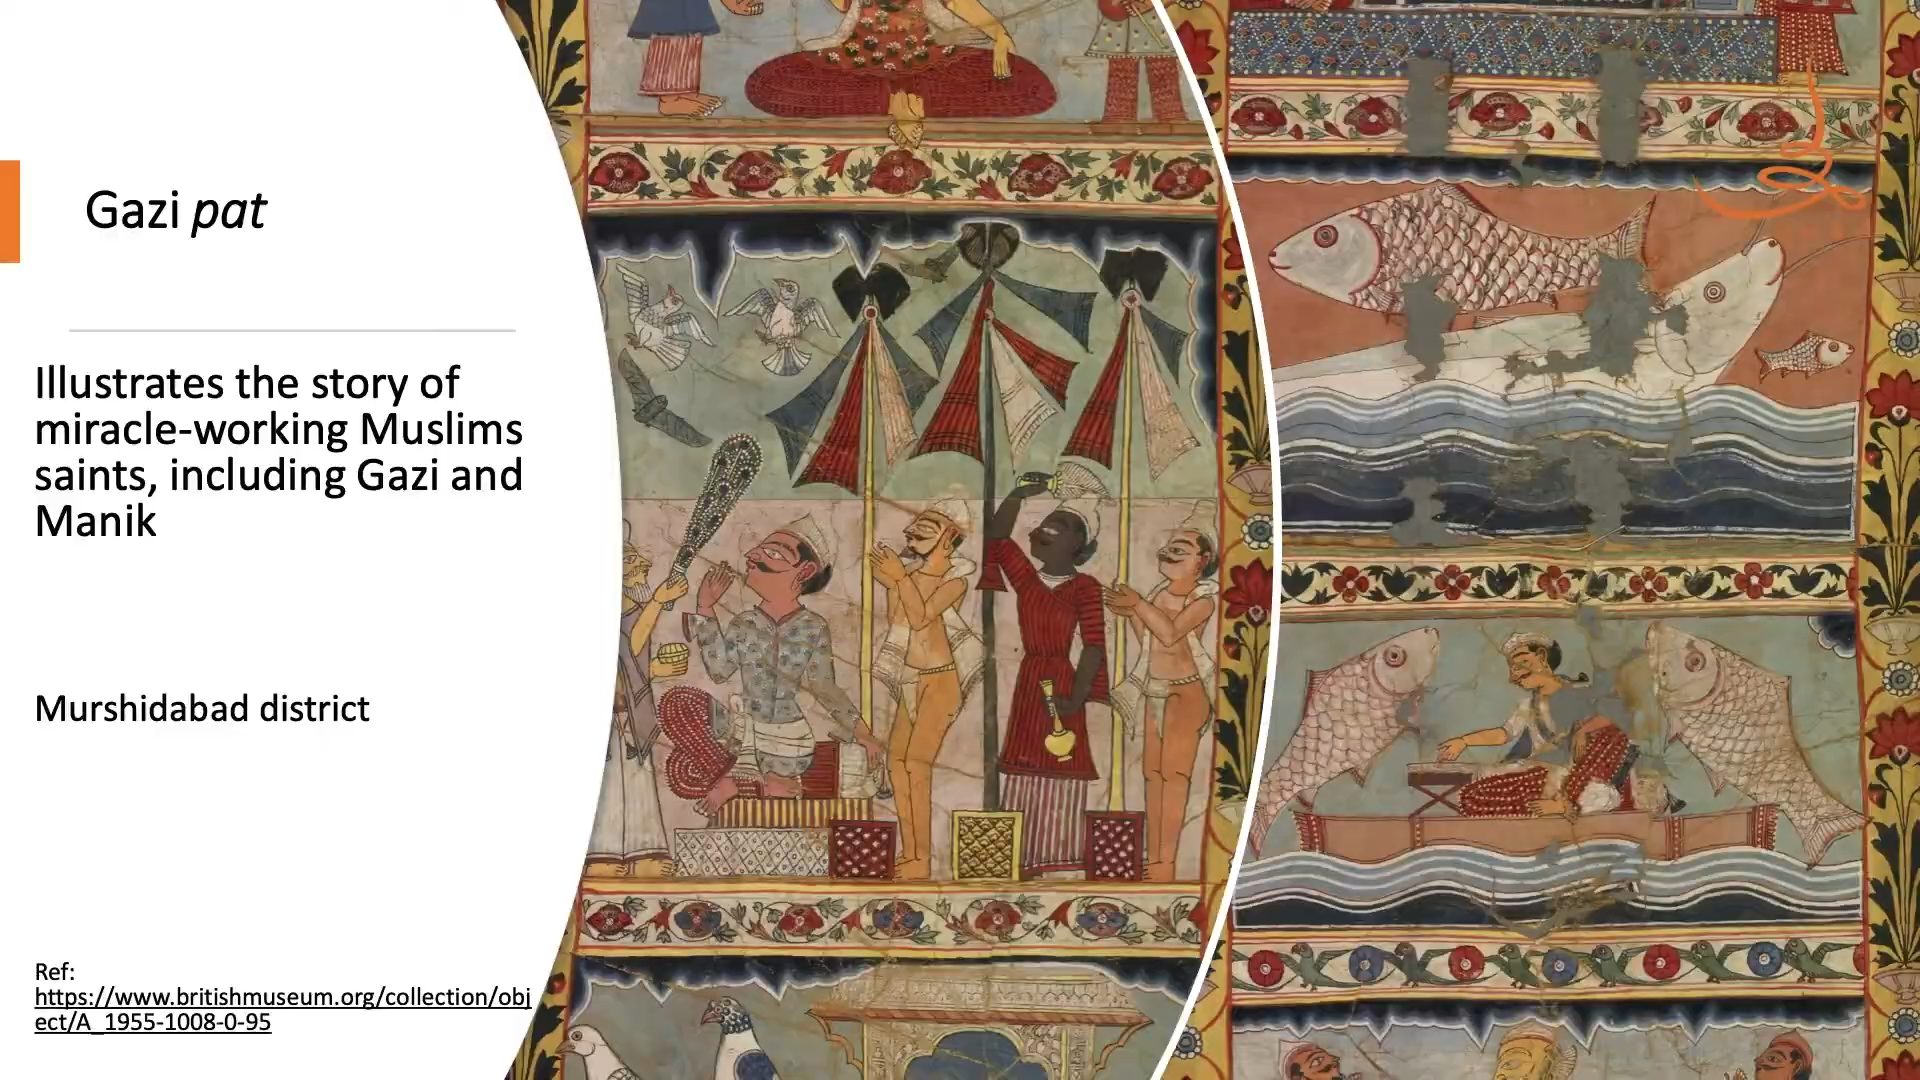 Gazi pat
Illustrates the story of
miracle-working Muslims
saints, including Gazi and
Manik
Murshidabad district
Ref:
https://www.britishmuseum.org/collection/obj
ect/A_1955-1008-0-95